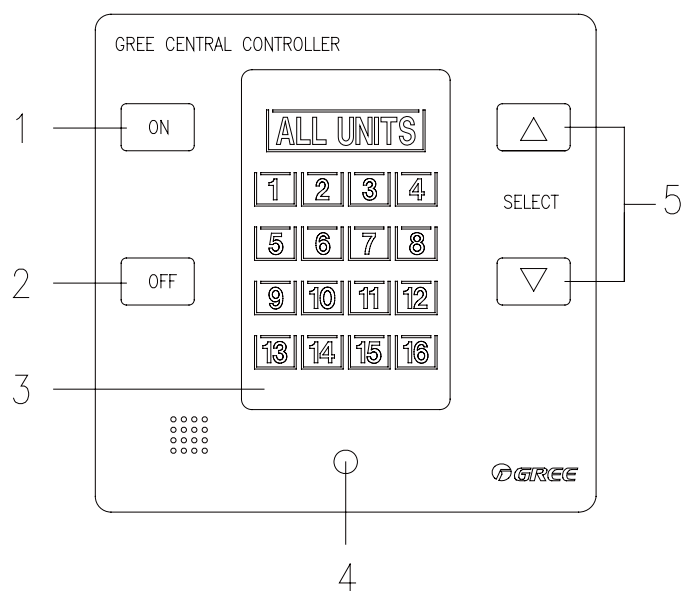 GREE CENTRAL CONTROLLER
1
ON
ALL UNITS
1 2 3 4
SELECT
5
5 6 7 8
2
OFF
9 10 11 12
13 14 15 16
3
GREE
4